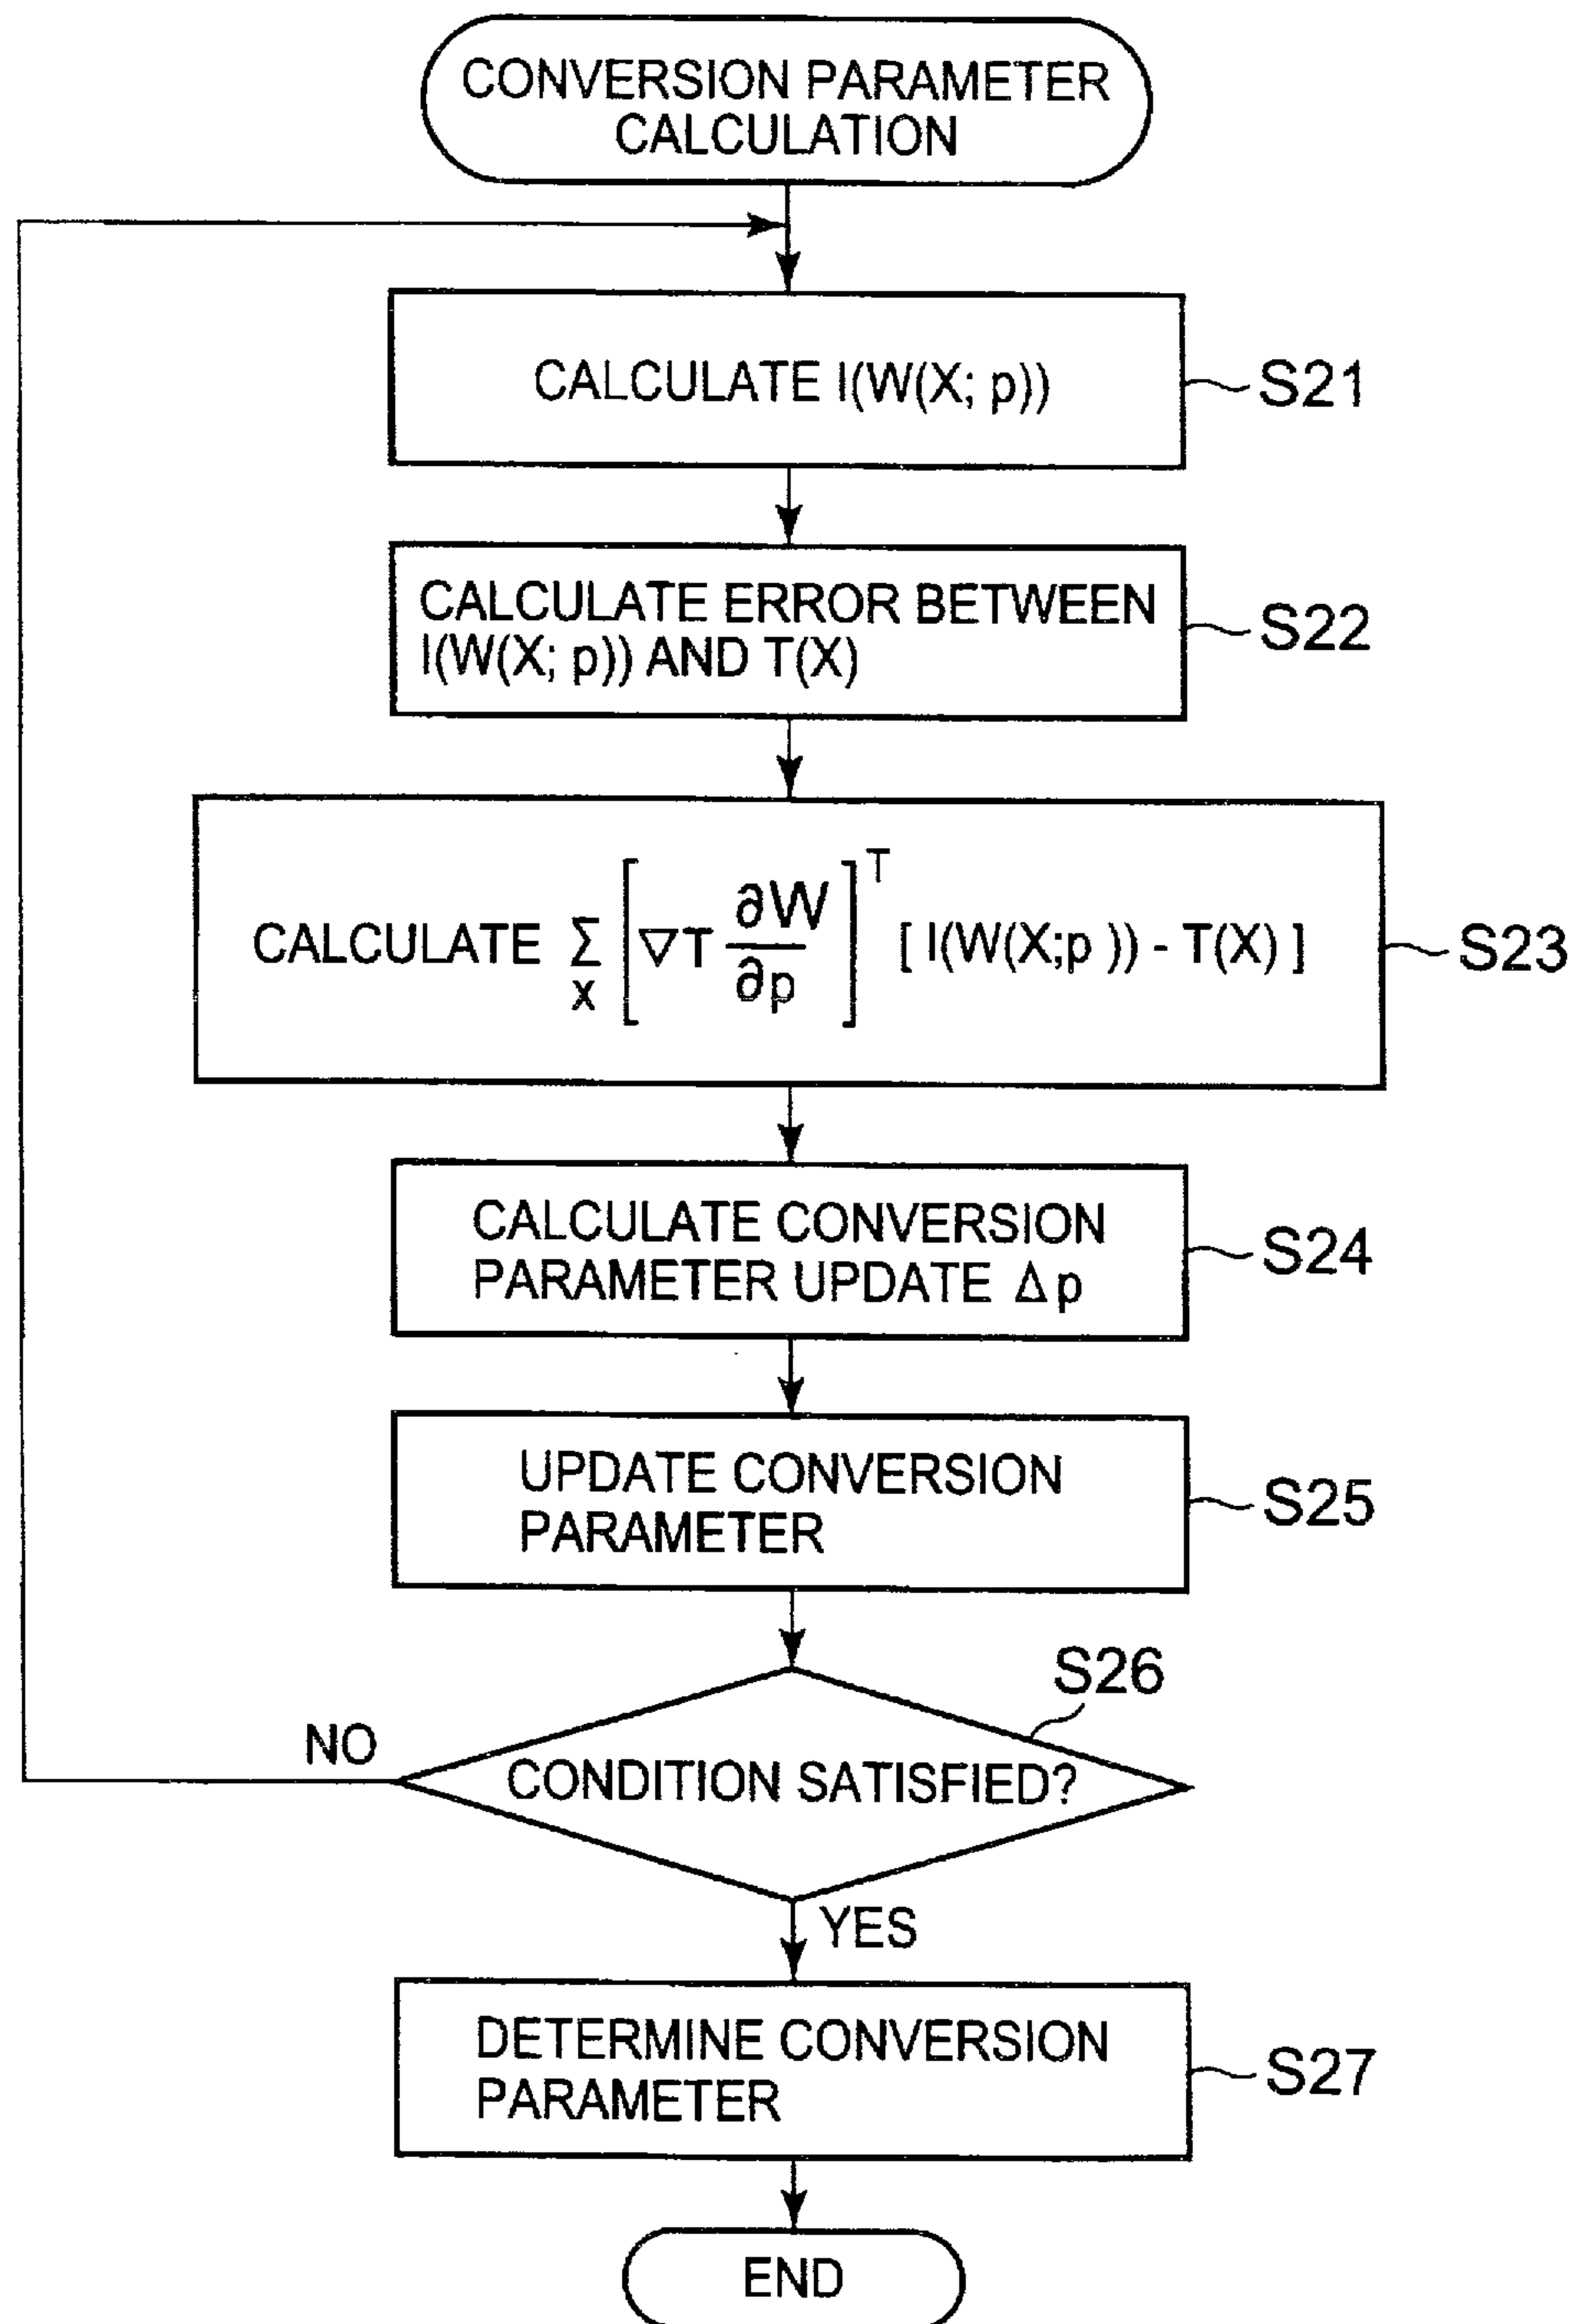 CONVERSION PARAMETER
CALCULATION
CALCULATE I(W(X; p))
S21
CALCULATE ERROR BETWEEN
I(W(X; p)) AND T(X)
S22
CALCULATE Σ x [∇T ∂W/∂p]^T [ I(W(X;p )) - T(X) ]
S23
CALCULATE CONVERSION
PARAMETER UPDATE Δp
S24
UPDATE CONVERSION
PARAMETER
S25
S26
NO
CONDITION SATISFIED?
YES
DETERMINE CONVERSION
PARAMETER
S27
END